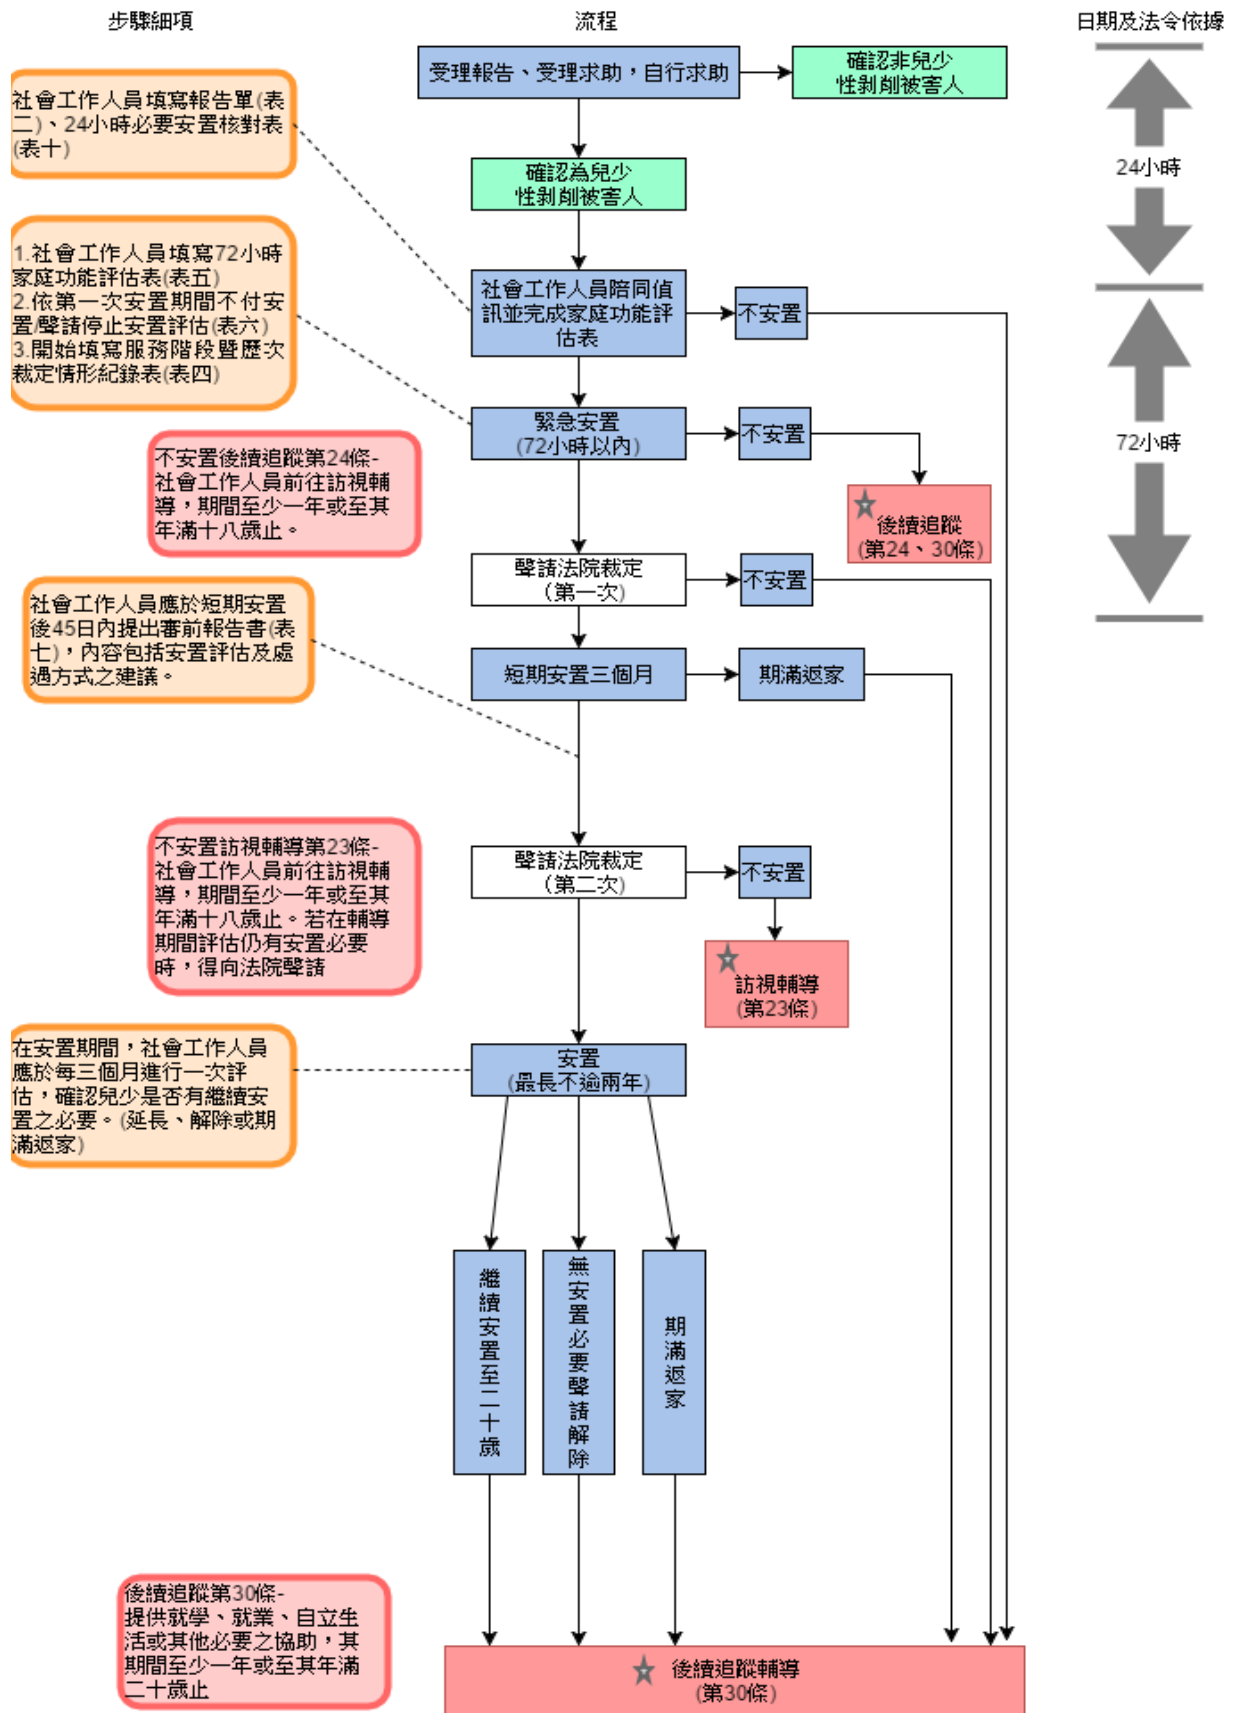 步驟細項
流程
日期及法令依據
受理報告、受理求助，自行求助
確認非兒少
性剝削被害人
社會工作人員填寫報告單(表
二)、24小時必要安置核對表
(表十)
24小時
確認為兒少
性剝削被害人
1.社會工作人員填寫72小時
家庭功能評估表(表五)
2.依第一次安置期間不付安
置/聲請停止安置評估(表六)
3.開始填寫服務階段暨歷次
裁定情形紀錄表(表四)
社會工作人員陪同偵
訊並完成家庭功能評
估表
不安置
緊急安置
(72小時以內)
不安置
72小時
不安置後續追蹤第24條-
社會工作人員前往訪視輔
導，期間至少一年或至其
年滿十八歲止。
後續追蹤
(第24、30條)
聲請法院裁定
（第一次)
不安置
社會工作人員應於短期安置
後45日內提出審前報告書(表
七)，內容包括安置評估及處
遇方式之建議。
短期安置三個月
期滿返家
不安置訪視輔導第23條-
社會工作人員前往訪視輔
導，期間至少一年或至其
年滿十八歲止。若在輔導
期間評估仍有安置必要
時，得向法院聲請
聲請法院裁定
（第二次)
不安置
訪視輔導
(第23條)
在安置期間，社會工作人員
應於每三個月進行一次評
估，確認兒少是否有繼續安
置之必要。(延長、解除或期
滿返家)
安置
(最長不逾兩年)
繼續安置至二十歲
無安置必要聲請解除
期滿返家
後續追蹤第30條-
提供就學、就業、自立生
活或其他必要之協助，其
期間至少一年或至其年滿
二十歲止
後續追蹤輔導
(第30條)